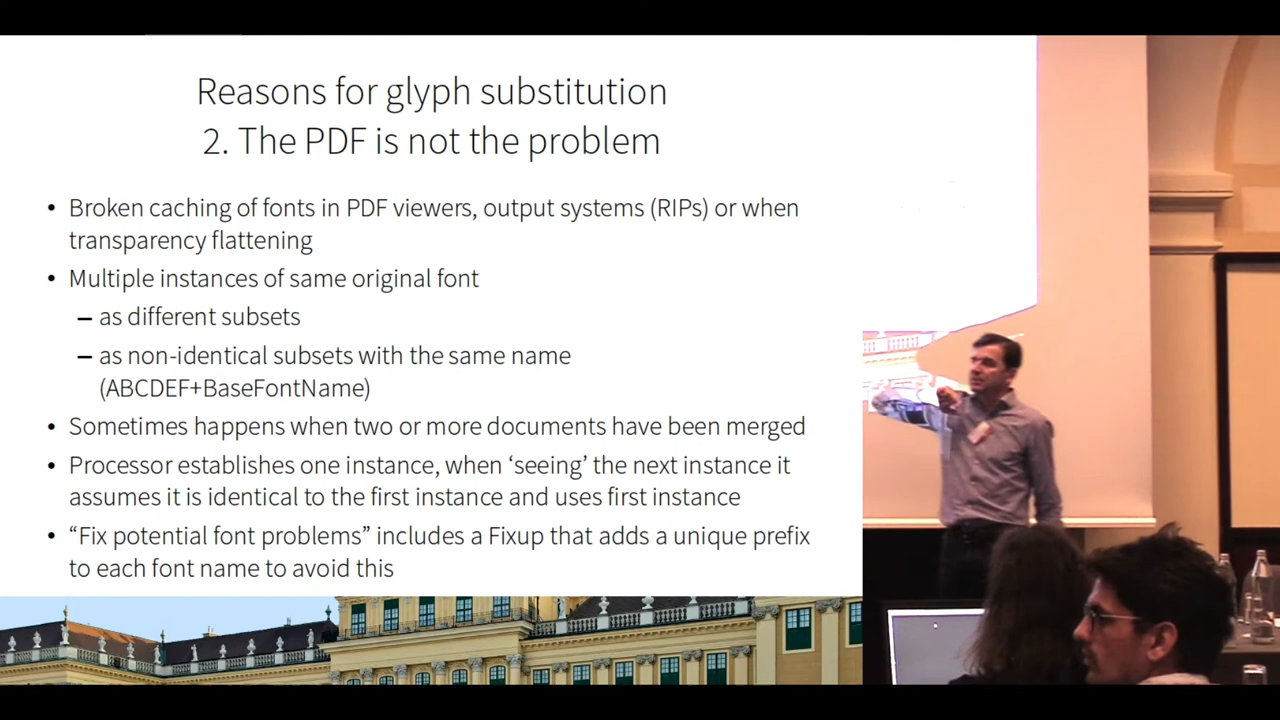 Reasons for glyph substitution
2. The PDF is not the problem
• Broken caching of fonts in PDF viewers, output systems (RIPs) or when
transparency flattening
• Multiple instances of same original font
– as different subsets
– as non-identical subsets with the same name
(ABCDEF+BaseFontName)
• Sometimes happens when two or more documents have been merged
• Processor establishes one instance, when ‘seeing’ the next instance it
assumes it is identical to the first instance and uses first instance
• “Fix potential font problems” includes a Fixup that adds a unique prefix
to each font name to avoid this